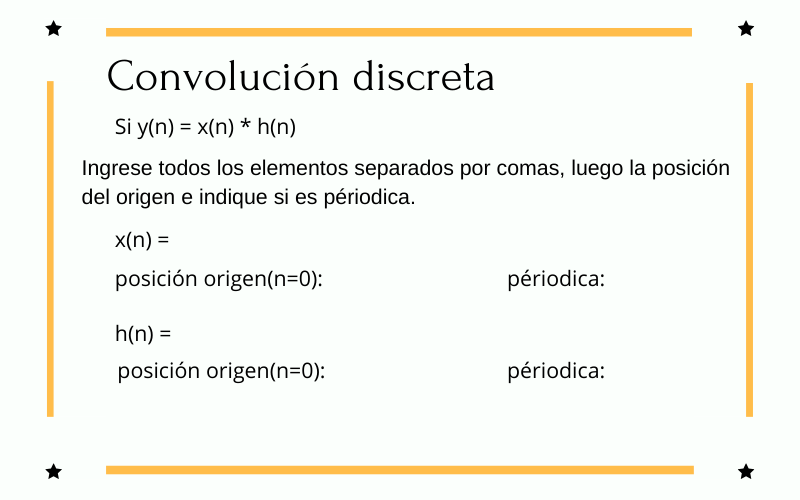 Convolución discreta
Si y(n) = x(n) * h(n)
Ingrese todos los elementos separados por comas, luego la posición
del origen e indique si es périodica.
x(n) =
posición origen(n=0): périodica:
h(n) =
posición origen(n=0): périodica: